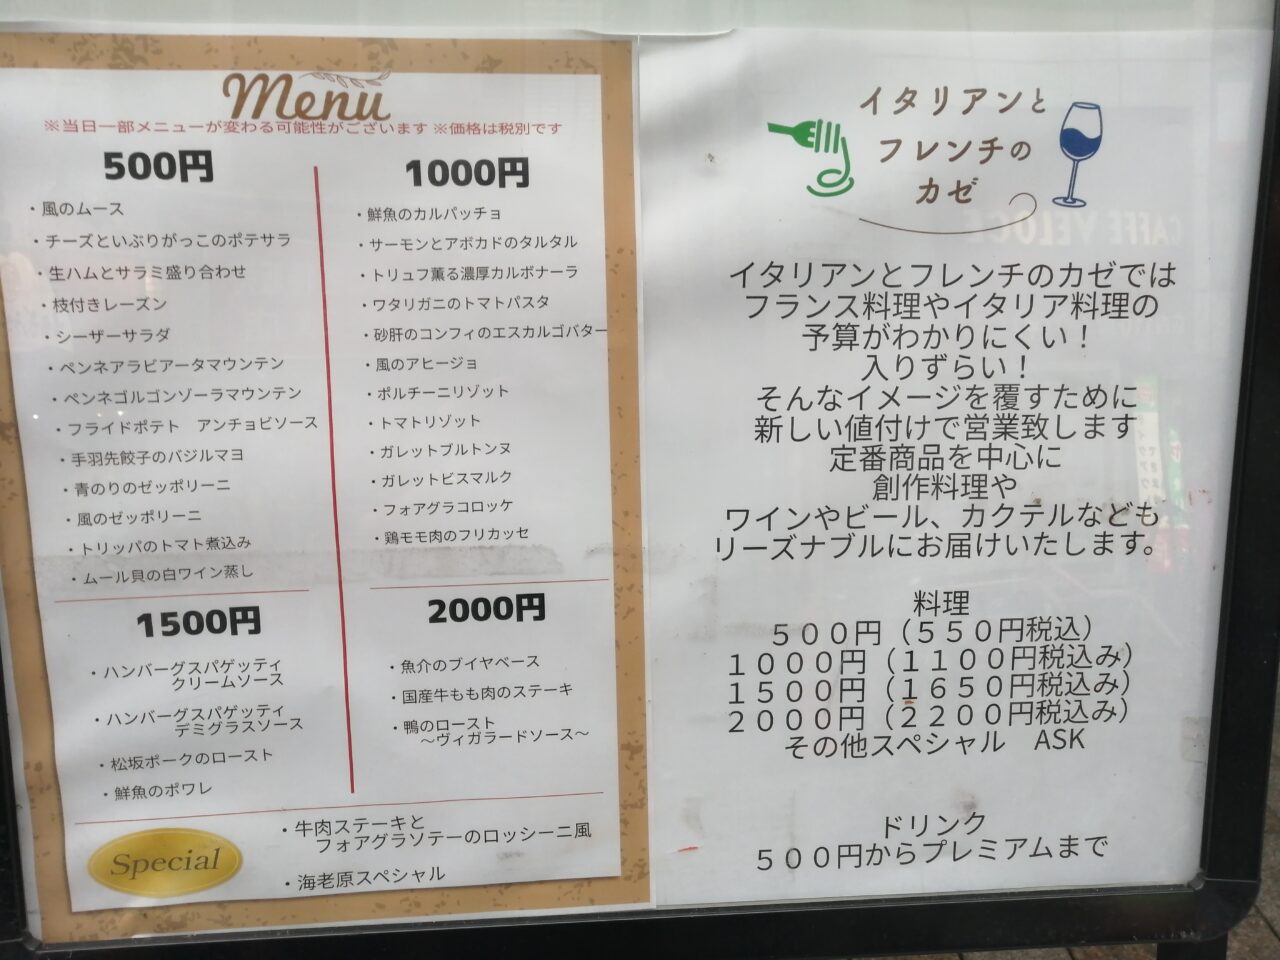 Menu
※当日一部メニューが変わる可能性がございます ※価格は税別です
500円
・風のムース
・チーズといぶりがっこのポテサラ
・生ハムとサラミ盛り合わせ
・枝付きレーズン
・シーザーサラダ
・ペンネアラビアータマウンテン
・ペンネゴルゴンゾーラマウンテン
・フライドポテト　アンチョビソース
・手羽先餃子のバジルマヨ
・青のりのゼッポリーニ
・風のゼッポリーニ
・トリッパのトマト煮込み
・ムール貝の白ワイン蒸し
1000円
・鮮魚のカルパッチョ
・サーモンとアボカドのタルタル
・トリュフ薫る濃厚カルボナーラ
・ワタリガニのトマトパスタ
・砂肝のコンフィのエスカルゴバター
・風のアヒージョ
・ポルチーニリゾット
・トマトリゾット
・ガレットブルトンヌ
・ガレットビスマルク
・フォアグラコロッケ
・鶏モモ肉のフリカッセ
1500円
・ハンバーグスパゲッティ
クリームソース
・ハンバーグスパゲッティ
デミグラスソース
・松坂ポークのロースト
・鮮魚のポワレ
2000円
・魚介のブイヤベース
・国産牛もも肉のステーキ
・鴨のロースト
～ヴィガラードソース～
Special
・牛肉ステーキと
フォアグラソテーのロッシーニ風
・海老原スペシャル
イタリアンと
フレンチの
カゼ
イタリアンとフレンチのカゼでは
フランス料理やイタリア料理の
予算がわかりにくい！
入りずらい！
そんなイメージを覆すために
新しい値付けで営業致します
定番商品を中心に
創作料理や
ワインやビール、カクテルなども
リーズナブルにお届けいたします。
料理
５００円（５５０円税込）
１０００円（１１００円税込み）
１５００円（１６５０円税込み）
２０００円（２２００円税込み）
その他スペシャル　ASK
ドリンク
５００円からプレミアムまで
CAFFE VELOCE